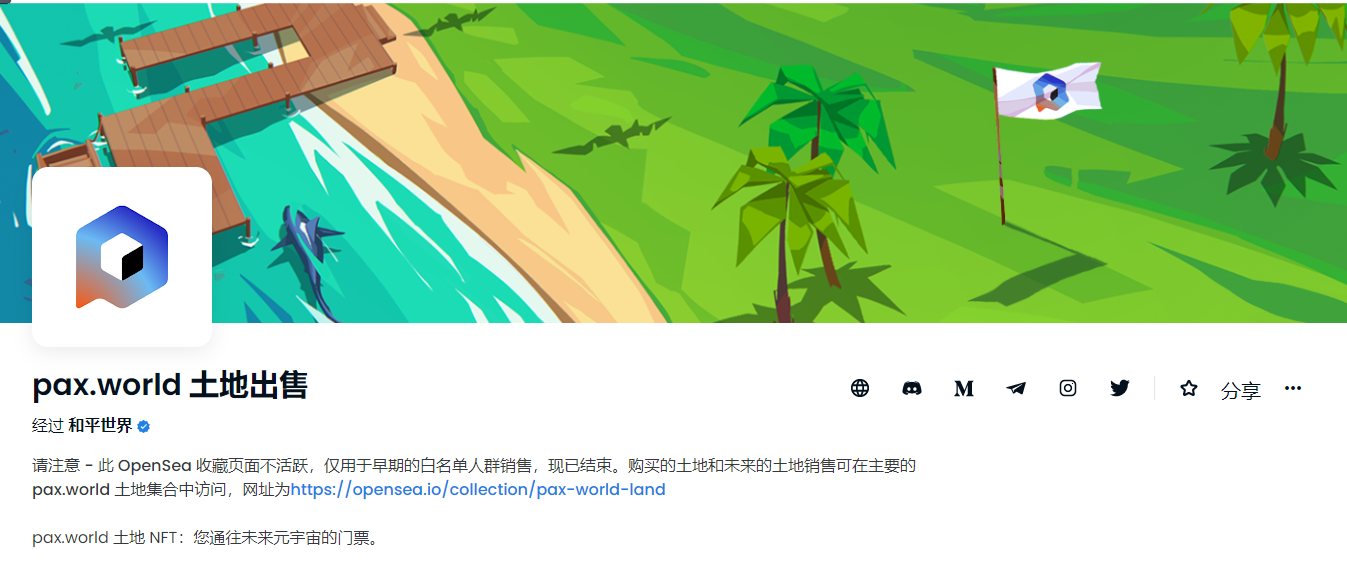 pax.world 土地出售
分享
经过 和平世界
请注意 - 此 OpenSea 收藏页面不活跃，仅用于早期的白名单人群销售，现已结束。购买的土地和未来的土地销售可在主要的
pax.world 土地集合中访问，网址为https://opensea.io/collection/pax-world-land
pax.world 土地 NFT：您通往未来元宇宙的门票。